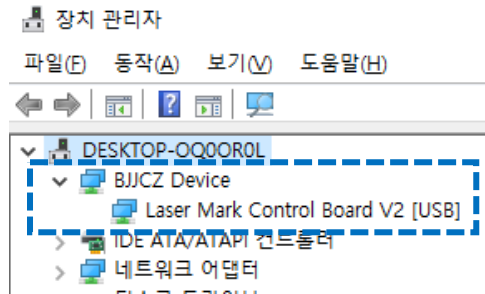 장치 관리자
파일(F) 동작(A) 보기(V) 도움말(H)
DESKTOP-OQ0OR0L
BJJCZ Device
Laser Mark Control Board V2 [USB]
IDE ATA/ATAPI 컨트롤러
네트워크 어댑터